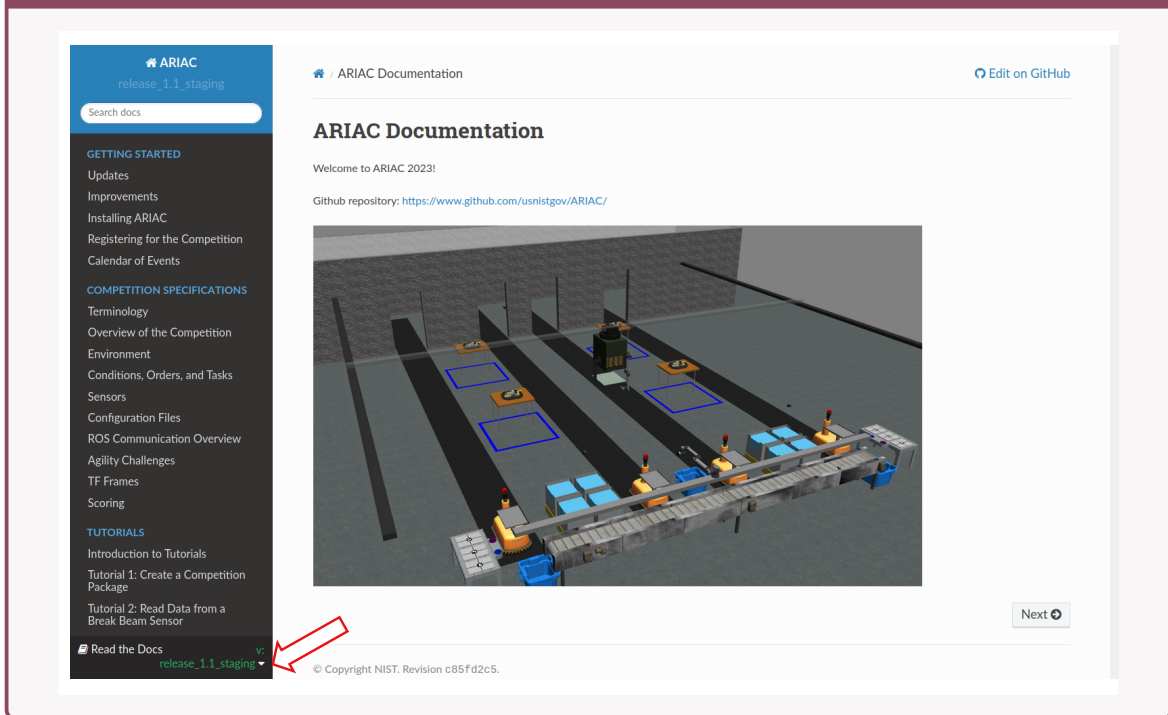 ARIAC
release_1.1_staging
Search docs
GETTING STARTED
Updates
Improvements
Installing ARIAC
Registering for the Competition
Calendar of Events
COMPETITION SPECIFICATIONS
Terminology
Overview of the Competition
Environment
Conditions, Orders, and Tasks
Sensors
Configuration Files
ROS Communication Overview
Agility Challenges
TF Frames
Scoring
TUTORIALS
Introduction to Tutorials
Tutorial 1: Create a Competition
Package
Tutorial 2: Read Data from a
Break Beam Sensor
Read the Docs v:
release_1.1_staging
/ ARIAC Documentation
Edit on GitHub
ARIAC Documentation
Welcome to ARIAC 2023!
Github repository: https://www.github.com/usnistgov/ARIAC/
Next
© Copyright NIST. Revision c85fd2c5.